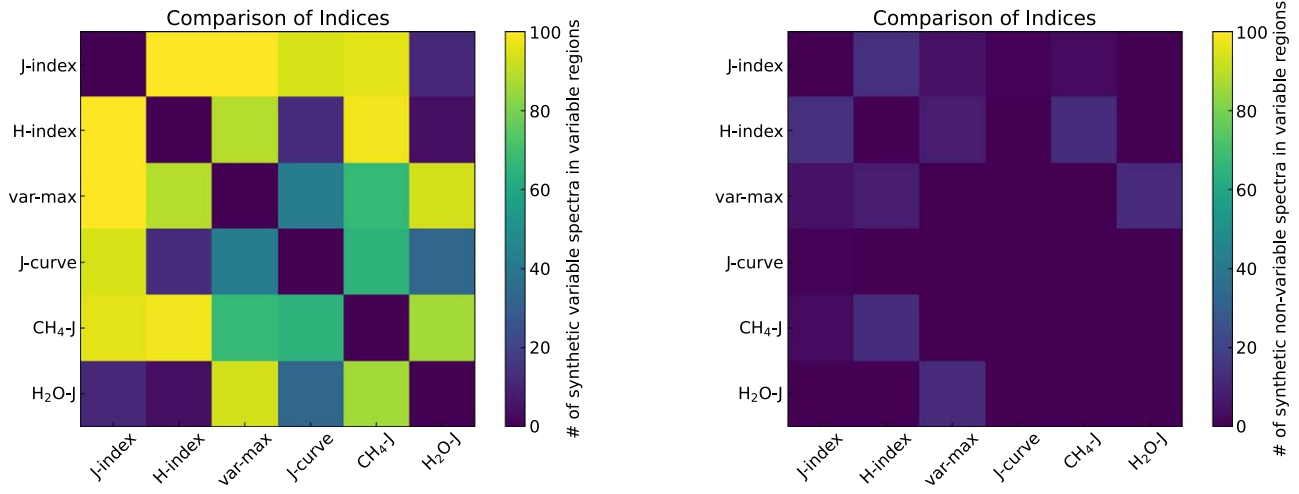 Comparison of Indices
J-index
H-index
var-max
J-curve
CH₄-J
H₂O-J
J-index
H-index
var-max
J-curve
CH₄-J
H₂O-J
100
80
60
40
20
0
# of synthetic variable spectra in variable regions
Comparison of Indices
J-index
H-index
var-max
J-curve
CH₄-J
H₂O-J
J-index
H-index
var-max
J-curve
CH₄-J
H₂O-J
100
80
60
40
20
0
# of synthetic non-variable spectra in variable regions